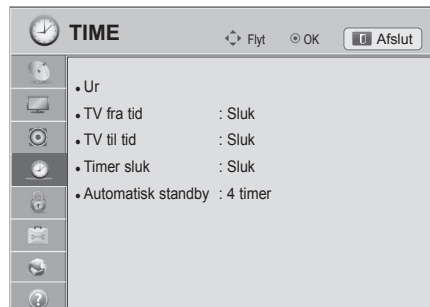 TIME Flyt OK Afslut
• Ur
• TV fra tid : Sluk
• TV til tid : Sluk
• Timer sluk : Sluk
• Automatisk standby : 4 timer